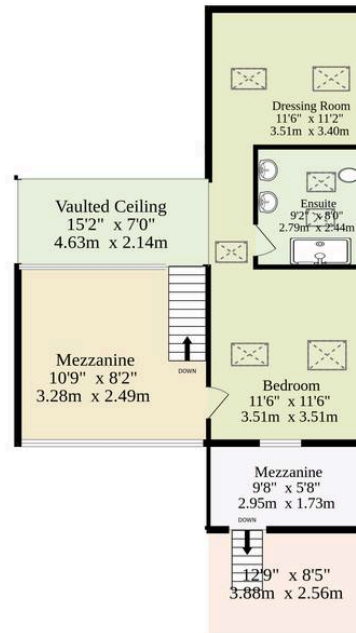 Dressing Room
11'6" x 11'2"
3.51m x 3.40m
Ensuite
9'2" x 8'0"
2.79m x 2.44m
Vaulted Ceiling
15'2" x 7'0"
4.63m x 2.14m
Mezzanine
10'9" x 8'2"
3.28m x 2.49m
DOWN
Bedroom
11'6" x 11'6"
3.51m x 3.51m
Mezzanine
9'8" x 5'8"
2.95m x 1.73m
DOWN
12'9" x 8'5"
3.88m x 2.56m